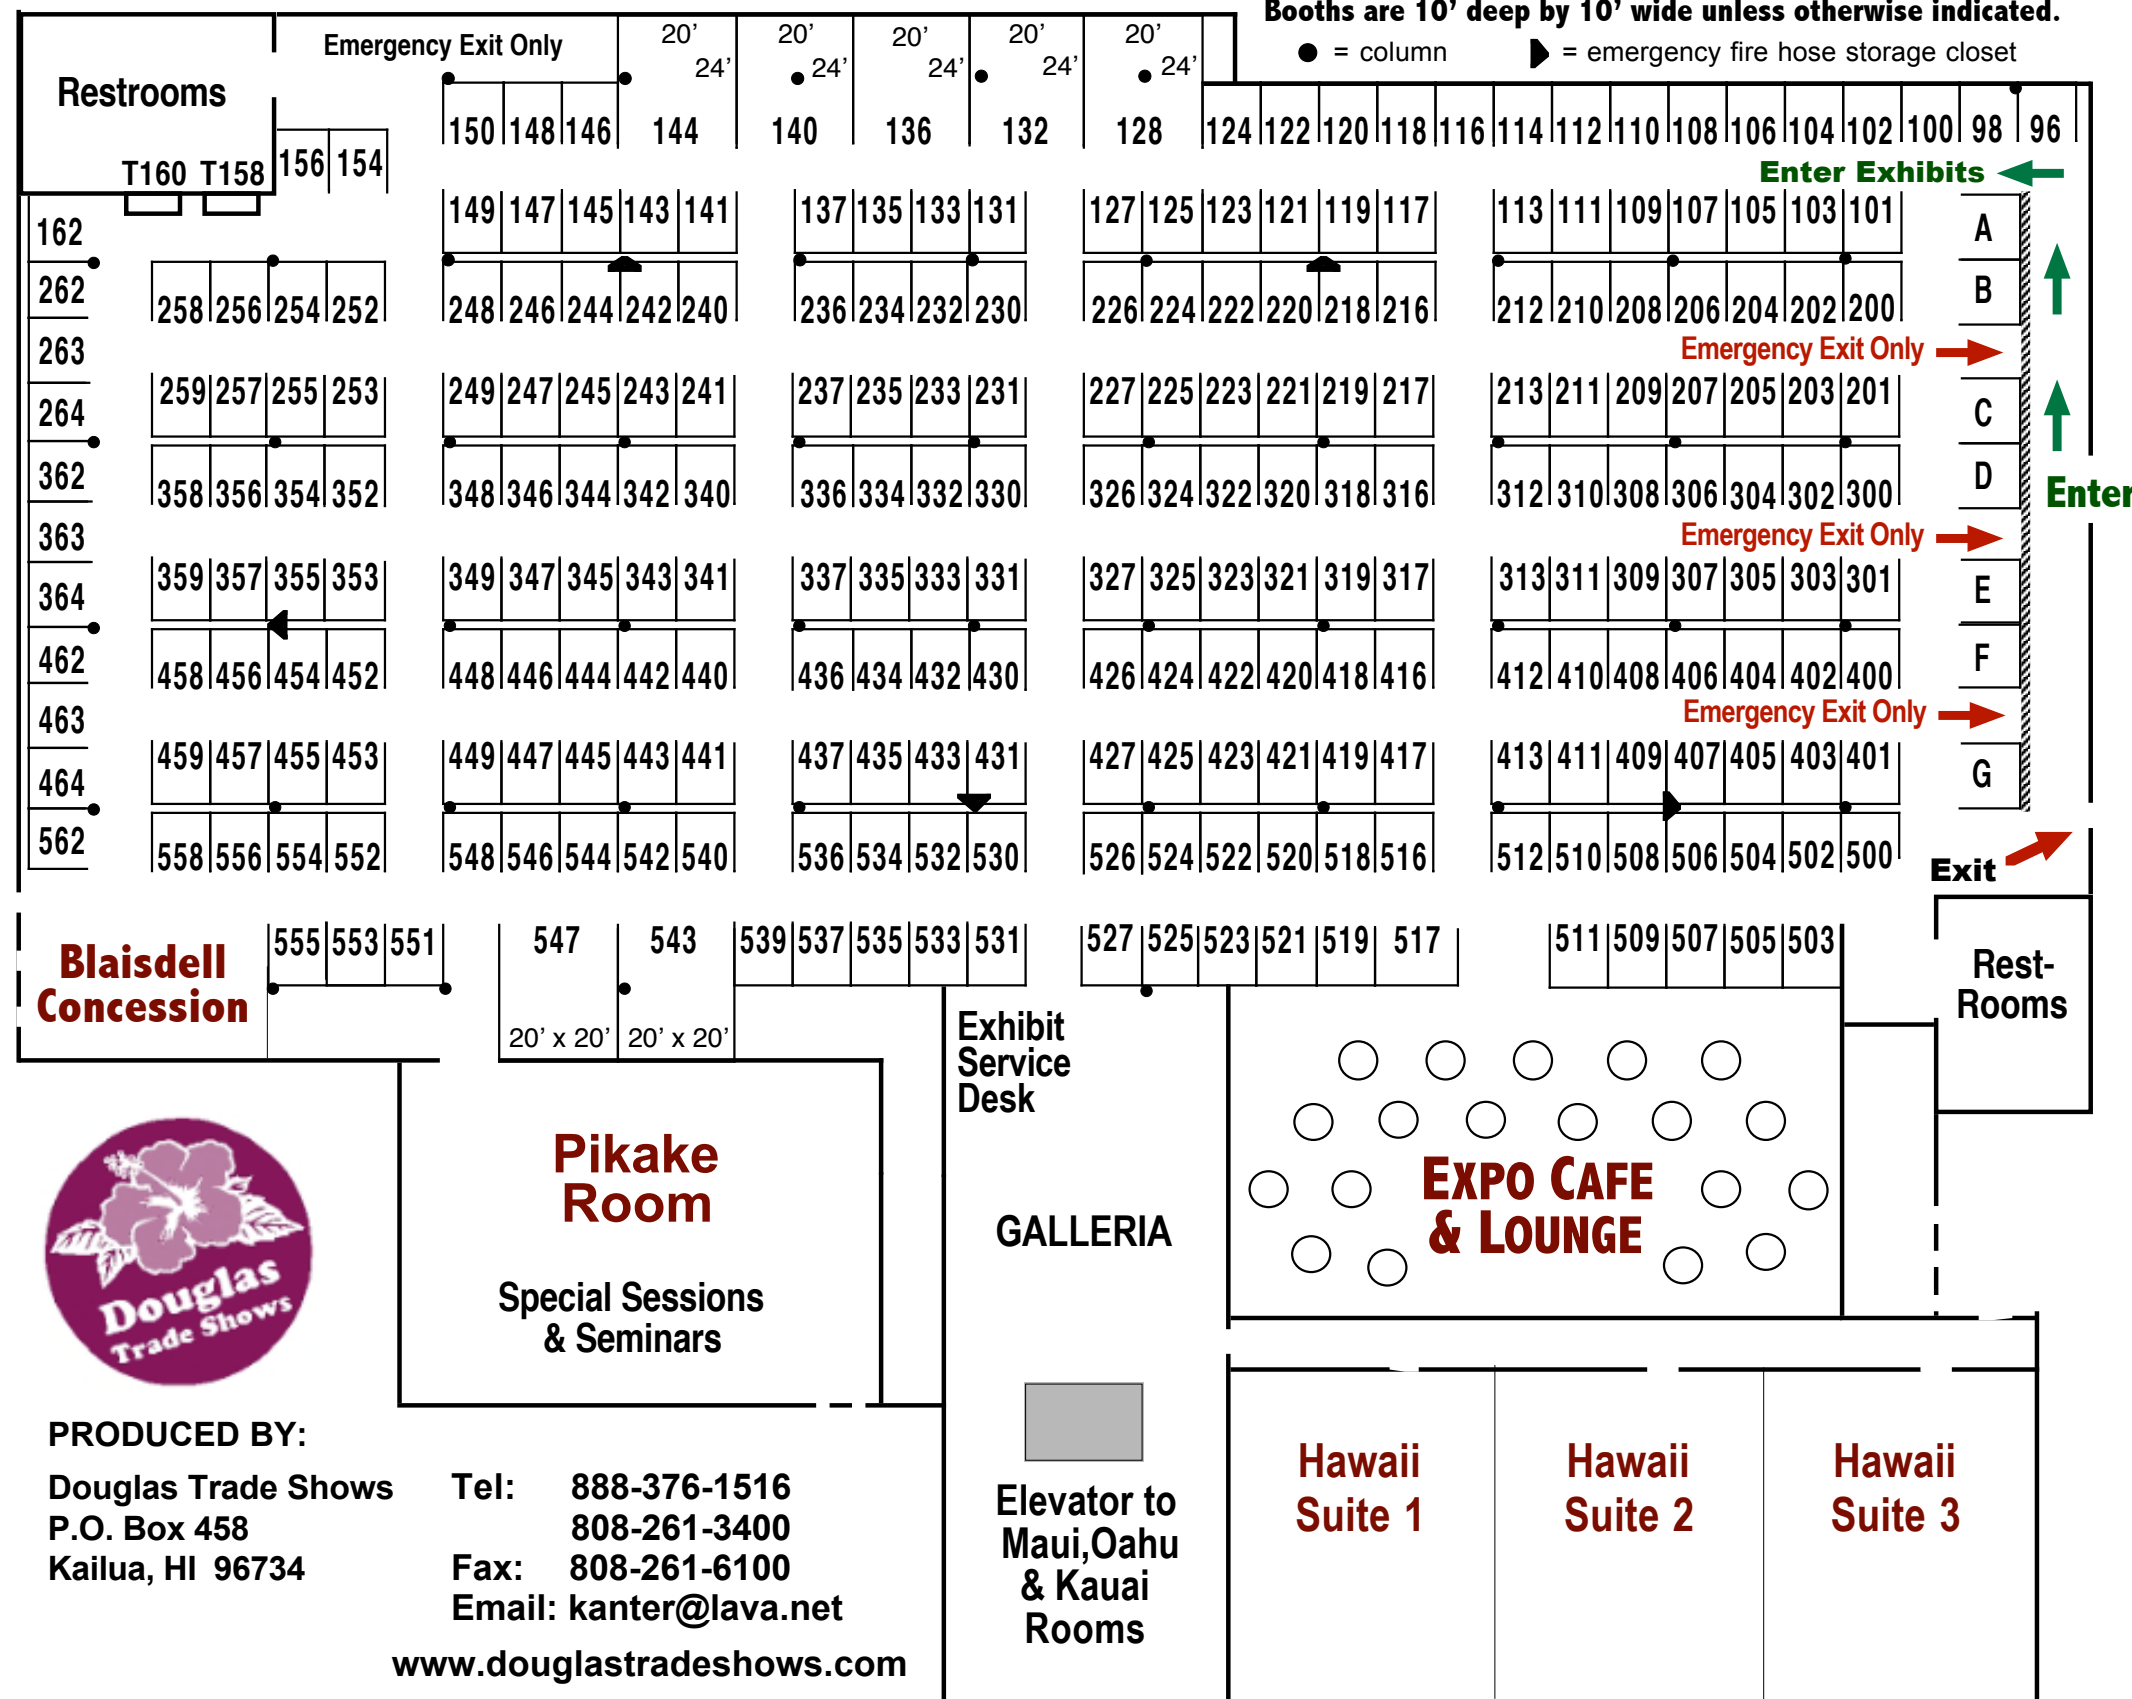 Booths are 10' deep by 10' wide unless otherwise indicated.
= column = emergency fire hose storage closet
Emergency Exit Only
Restrooms
20' 20' 20' 20' 20'
24' 24' 24' 24' 24'
150 148 146 144 140 136 132 128 124 122 120 118 116 114 112 110 108 106 104 102 100 98 96
T160 T158 156 154
Enter Exhibits
162 149 147 145 143 141 137 135 133 131 127 125 123 121 119 117 113 111 109 107 105 103 101 A
262 258 256 254 252 248 246 244 242 240 236 234 232 230 226 224 222 220 218 216 212 210 208 206 204 202 200 B
263 Emergency Exit Only
264 259 257 255 253 249 247 245 243 241 237 235 233 231 227 225 223 221 219 217 213 211 209 207 205 203 201 C
362 358 356 354 352 348 346 344 342 340 336 334 332 330 326 324 322 320 318 316 312 310 308 306 304 302 300 D Enter
363 Emergency Exit Only
364 359 357 355 353 349 347 345 343 341 337 335 333 331 327 325 323 321 319 317 313 311 309 307 305 303 301 E
462 458 456 454 452 448 446 444 442 440 436 434 432 430 426 424 422 420 418 416 412 410 408 406 404 402 400 F
463 Emergency Exit Only
464 459 457 455 453 449 447 445 443 441 437 435 433 431 427 425 423 421 419 417 413 411 409 407 405 403 401 G
562 558 556 554 552 548 546 544 542 540 536 534 532 530 526 524 522 520 518 516 512 510 508 506 504 502 500
Exit
555 553 551 547 543 539 537 535 533 531 527 525 523 521 519 517 511 509 507 505 503
Blaisdell
Concession
20' x 20' 20' x 20'
Rest-
Rooms
Exhibit
Service
Desk
Pikake
Room
Special Sessions
& Seminars
GALLERIA
EXPO CAFE
& LOUNGE
Douglas
Trade Shows
PRODUCED BY:
Douglas Trade Shows
P.O. Box 458
Kailua, HI 96734
Tel: 888-376-1516
808-261-3400
Fax: 808-261-6100
Email: kanter@lava.net
www.douglastradeshows.com
Elevator to
Maui,Oahu
& Kauai
Rooms
Hawaii
Suite 1
Hawaii
Suite 2
Hawaii
Suite 3